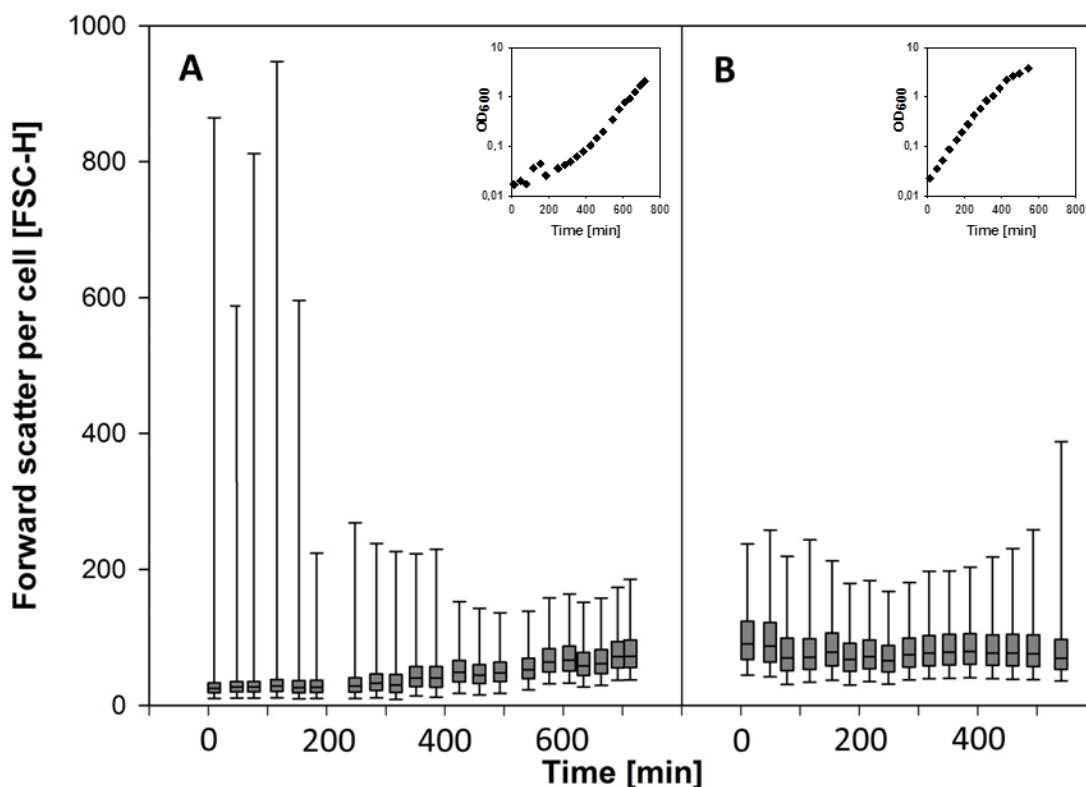 1000
800
600
400
200
0
Forward scatter per cell [FSC-H]
A
10
1
0,1
0,01
OD600
0 200 400 600 800
Time [min]
B
10
1
0,1
0,01
OD600
0 200 400 600 800
Time [min]
0 200 400 600
0 200 400
Time [min]